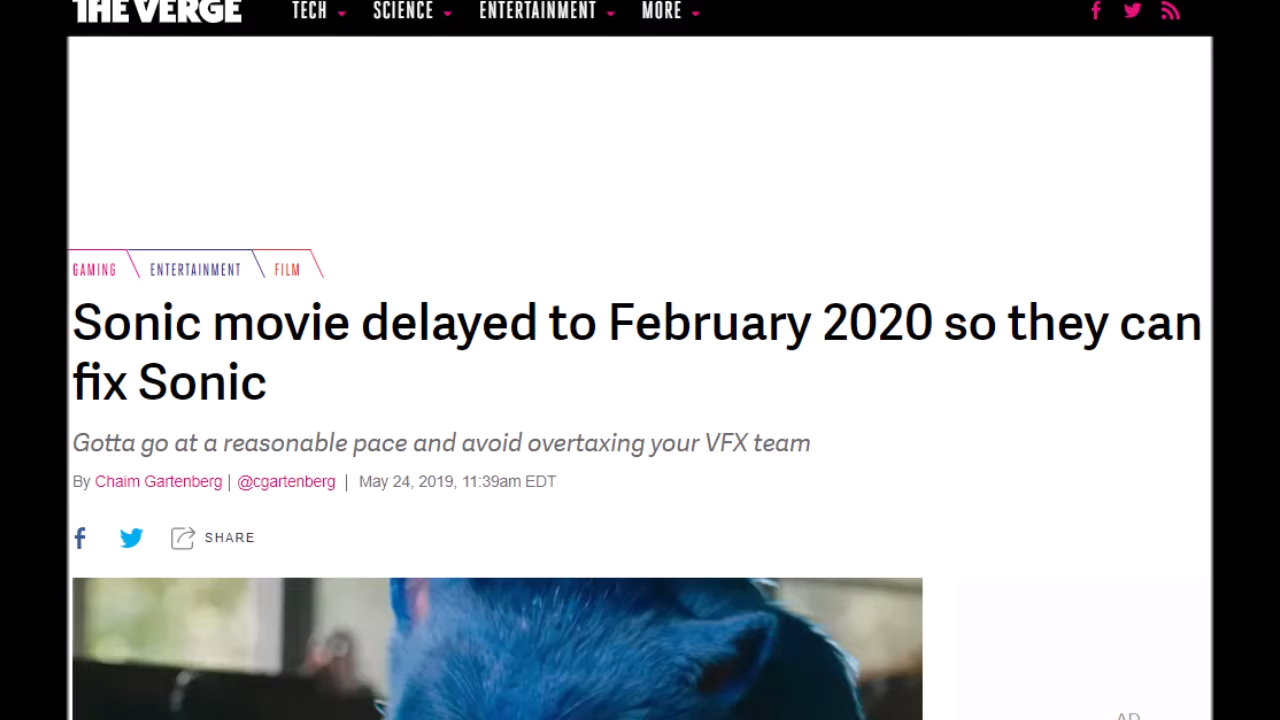 THE VERGE TECH SCIENCE ENTERTAINMENT MORE
GAMING ENTERTAINMENT FILM
Sonic movie delayed to February 2020 so they can
fix Sonic
Gotta go at a reasonable pace and avoid overtaxing your VFX team
By Chaim Gartenberg | @cgartenberg | May 24, 2019, 11:39am EDT
SHARE
AD